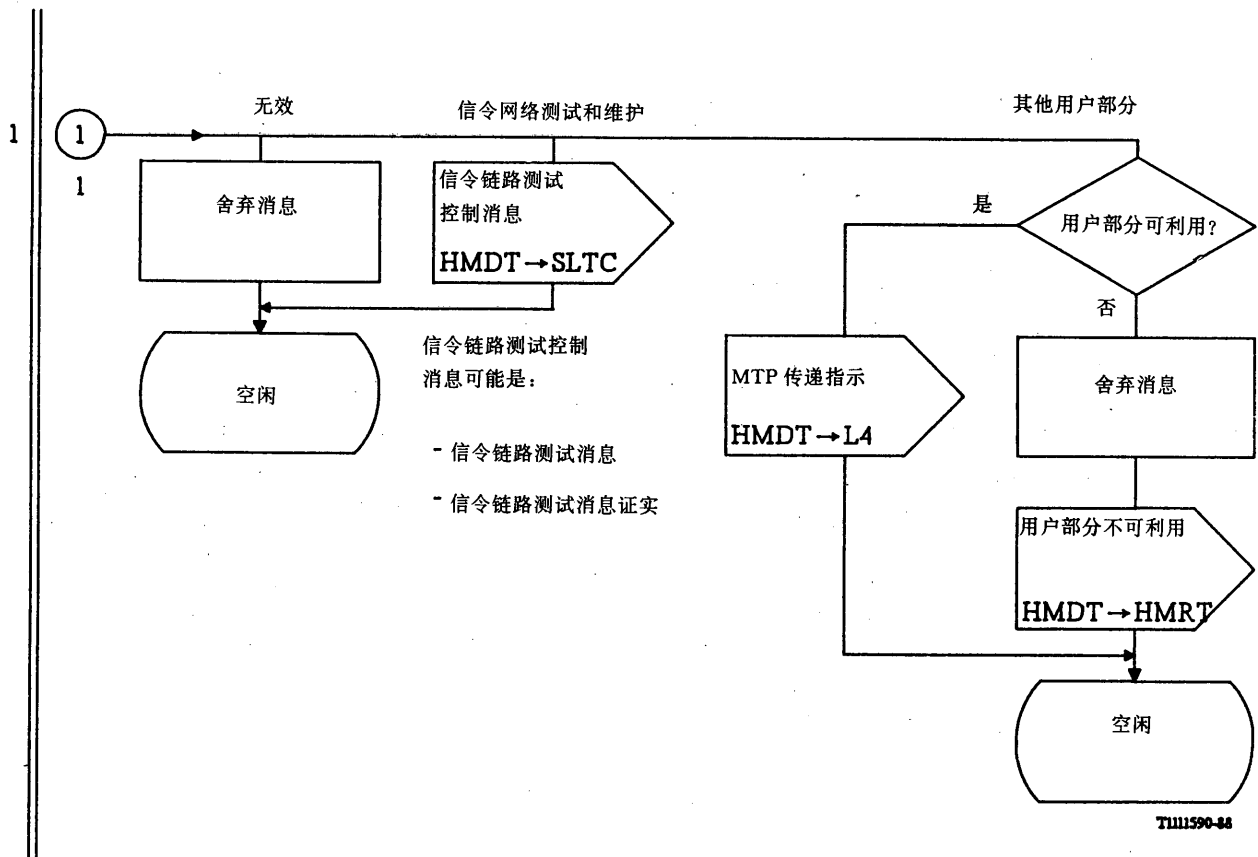 1
1
1
无效
信令网络测试和维护
其他用户部分
舍弃消息
信令链路测试
控制消息
HMDT→SLTC
是
用户部分可利用?
否
空闲
信令链路测试控制
消息可能是:
- 信令链路测试消息
- 信令链路测试消息证实
MTP 传递指示
HMDT→L4
舍弃消息
用户部分不可利用
HMDT→HMRT
空闲
T1111590-88